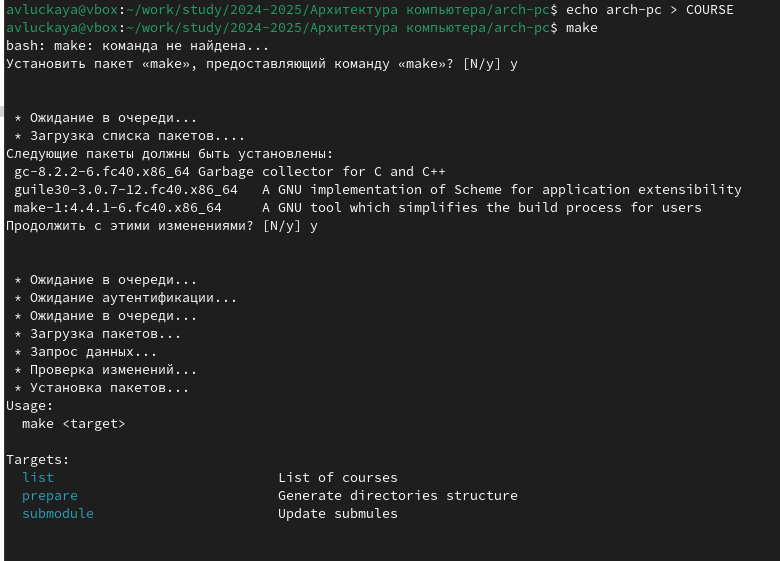 avluckaya@vbox:~/work/study/2024-2025/Архитектура компьютера/arch-pc$ echo arch-pc > COURSE
avluckaya@vbox:~/work/study/2024-2025/Архитектура компьютера/arch-pc$ make
bash: make: команда не найдена...
Установить пакет «make», предоставляющий команду «make»? [N/y] y
* Ожидание в очереди...
* Загрузка списка пакетов....
Следующие пакеты должны быть установлены:
gc-8.2.2-6.fc40.x86_64 Garbage collector for C and C++
guile30-3.0.7-12.fc40.x86_64 A GNU implementation of Scheme for application extensibility
make-1:4.4.1-6.fc40.x86_64 A GNU tool which simplifies the build process for users
Продолжить с этими изменениями? [N/y] y
* Ожидание в очереди...
* Ожидание аутентификации...
* Ожидание в очереди...
* Загрузка пакетов...
* Запрос данных...
* Проверка изменений...
* Установка пакетов...
Usage:
make <target>
Targets:
list List of courses
prepare Generate directories structure
submodule Update submules